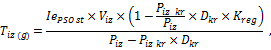 T_{iz (g)} = \frac{Ie_{PSO st} \times V_{iz} \times \left(1 - \frac{P_{iz kr}}{P_{iz}} \times D_{kr} \times K_{reg}\right)}{P_{iz} - P_{iz kr} \times D_{kr}} ,